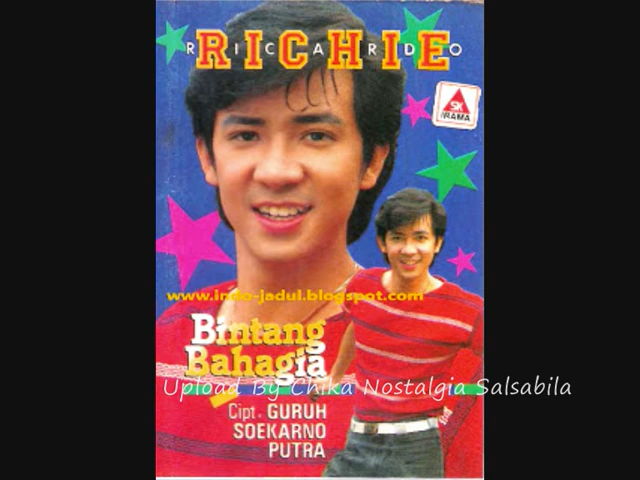 RICHIE
RICARDO
SK
IRAMA
www.indo-jadul.blogspot.com
Bintang
Bahagia
Upload By Chika Nostalgia Salsabila
Cipt. GURUH
SOEKARNO
PUTRA